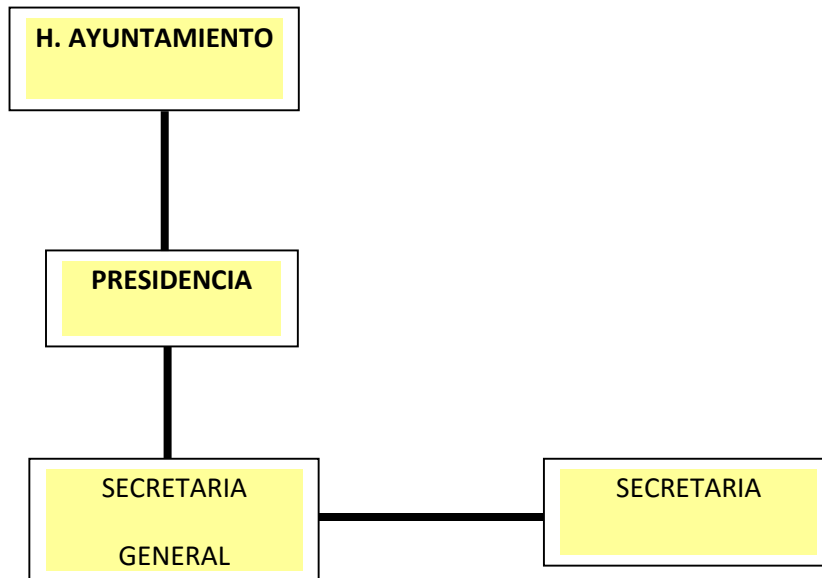 H. AYUNTAMIENTO
PRESIDENCIA
SECRETARIA
GENERAL
SECRETARIA